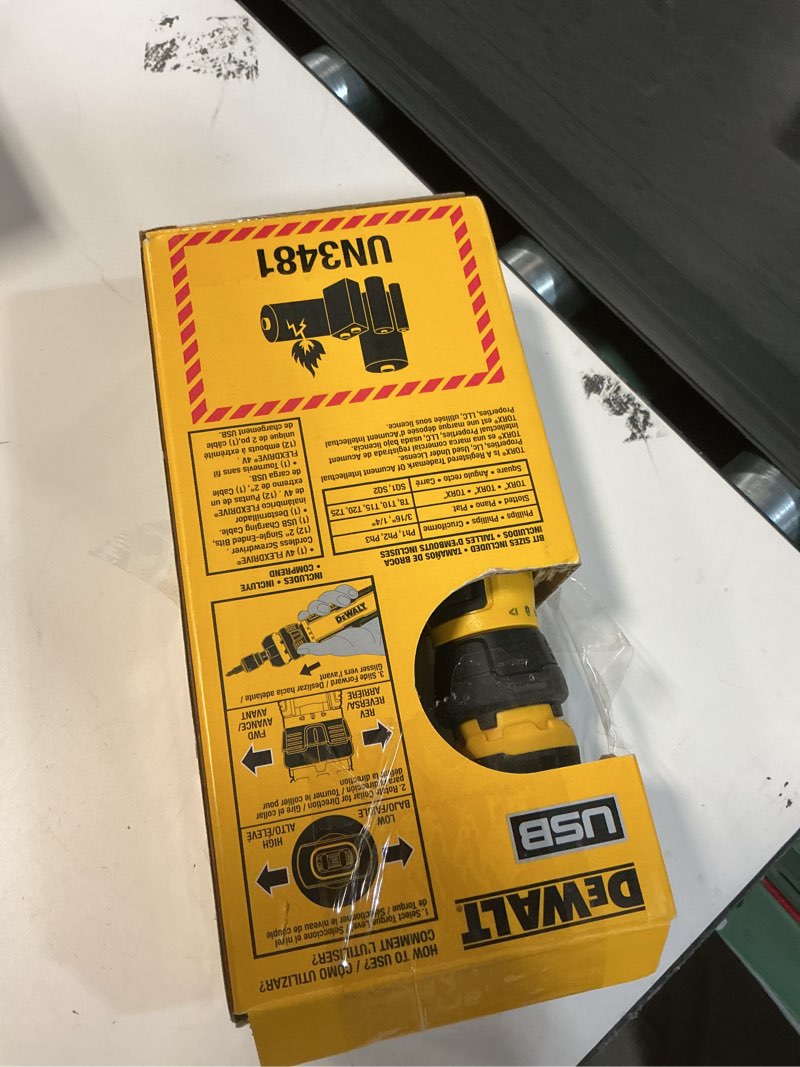 DEWALT®
USB
HOW TO USE? / CÓMO UTILIZAR?
COMMENT L'UTILISER?
1. Select Torque Level / Seleccione el nivel
de Torque / Sélectionner le niveau de couple
LOW
BAJO/FAIBLE
HIGH
ALTO/ÉLEVÉ
2. Rotate Collar for Direction / Gire el collar
para la dirección / Tourner le collier pour
définir la direction
REV
REVERSA/
ARRIÈRE
FWD
AVANCE/
AVANT
3. Slide Forward / Deslizar hacia adelante /
Glisser vers l'avant
DEWALT
BIT SIZES INCLUDED • TAMAÑOS DE BROCA
INCLUIDOS • TAILLES D'EMBOUTS INCLUSES
Phillips • Phillips • Cruciforme Ph1, Ph2, Ph3
Slotted • Plano • Plat 3/16", 1/4"
TORX® • TORX® • TORX® T8, T10, T15, T20, T25
Square • Angulo recto • Carré SQ1, SQ2
TORX® is Registered Trademark Of Acument Intellectual
Properties, Llc, Used Under License.
TORX® es una marca comercial registrada de Acument
Intellectual Properties, LLC, usada bajo licencia.
TORX® est une marque déposée d'Acument Intellectual
Properties, LLC, utilisée sous licence.
INCLUDES • INCLUYE
• COMPREND
• (1) 4V FLEXDRIVE®
Cordless Screwdriver,
(12) 2" Single-Ended Bits,
(1) USB Charging Cable.
• (1) Destornillador
inalámbrico FLEXDRIVE®
de 4V, (12) Puntas de un
de extremo de 2", (1) Cable
de carga USB.
• (1) Tournevis sans fil
FLEXDRIVE® 4V ,
(12) embouts à extrémité
unique de 2 po,(1) câble
de chargement USB
UN3481